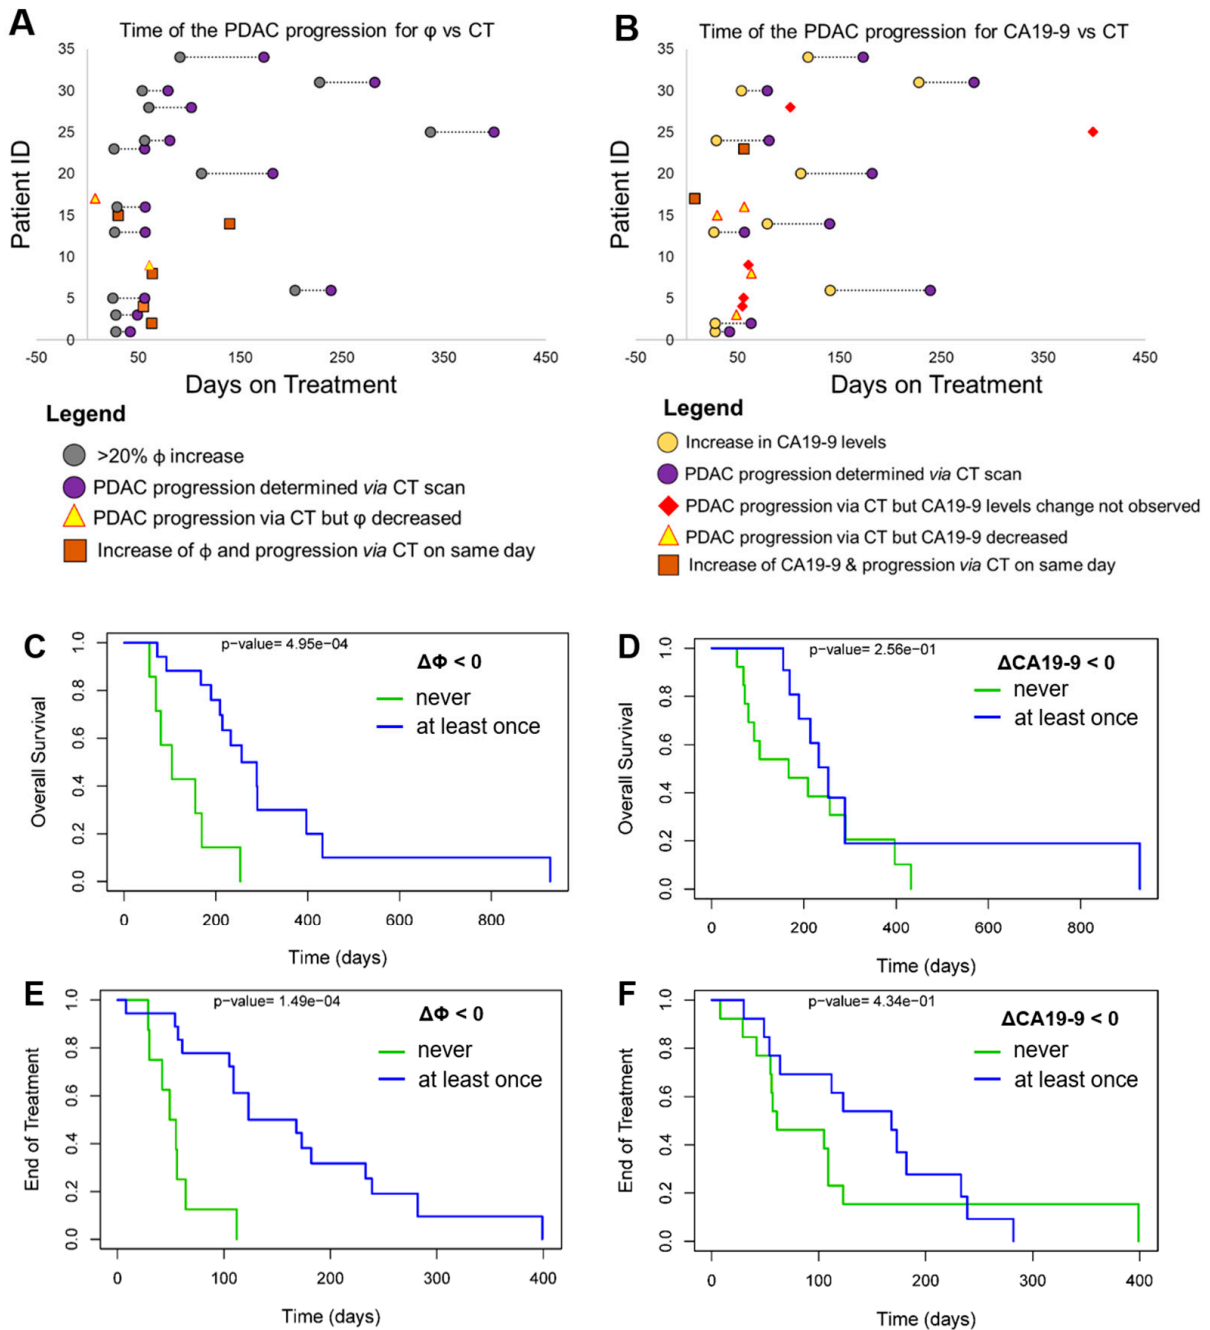 A
Time of the PDAC progression for φ vs CT
Patient ID
35
30
25
20
15
10
5
0
-50
50
150
250
350
450
Days on Treatment
Legend
>20% ϕ increase
PDAC progression determined via CT scan
PDAC progression via CT but φ decreased
Increase of ϕ and progression via CT on same day
B
Time of the PDAC progression for CA19-9 vs CT
Patient ID
35
30
25
20
15
10
5
0
-50
50
150
250
350
450
Days on Treatment
Legend
Increase in CA19-9 levels
PDAC progression determined via CT scan
PDAC progression via CT but CA19-9 levels change not observed
PDAC progression via CT but CA19-9 decreased
Increase of CA19-9 & progression via CT on same day
C
p-value= 4.95e-04
ΔΦ < 0
never
at least once
Overall Survival
1.0
0.8
0.6
0.4
0.2
0.0
0
200
400
600
800
Time (days)
D
p-value= 2.56e-01
ΔCA19-9 < 0
never
at least once
Overall Survival
1.0
0.8
0.6
0.4
0.2
0.0
0
200
400
600
800
Time (days)
E
p-value= 1.49e-04
ΔΦ < 0
never
at least once
End of Treatment
1.0
0.8
0.6
0.4
0.2
0.0
0
100
200
300
400
Time (days)
F
p-value= 4.34e-01
ΔCA19-9 < 0
never
at least once
End of Treatment
1.0
0.8
0.6
0.4
0.2
0.0
0
100
200
300
400
Time (days)